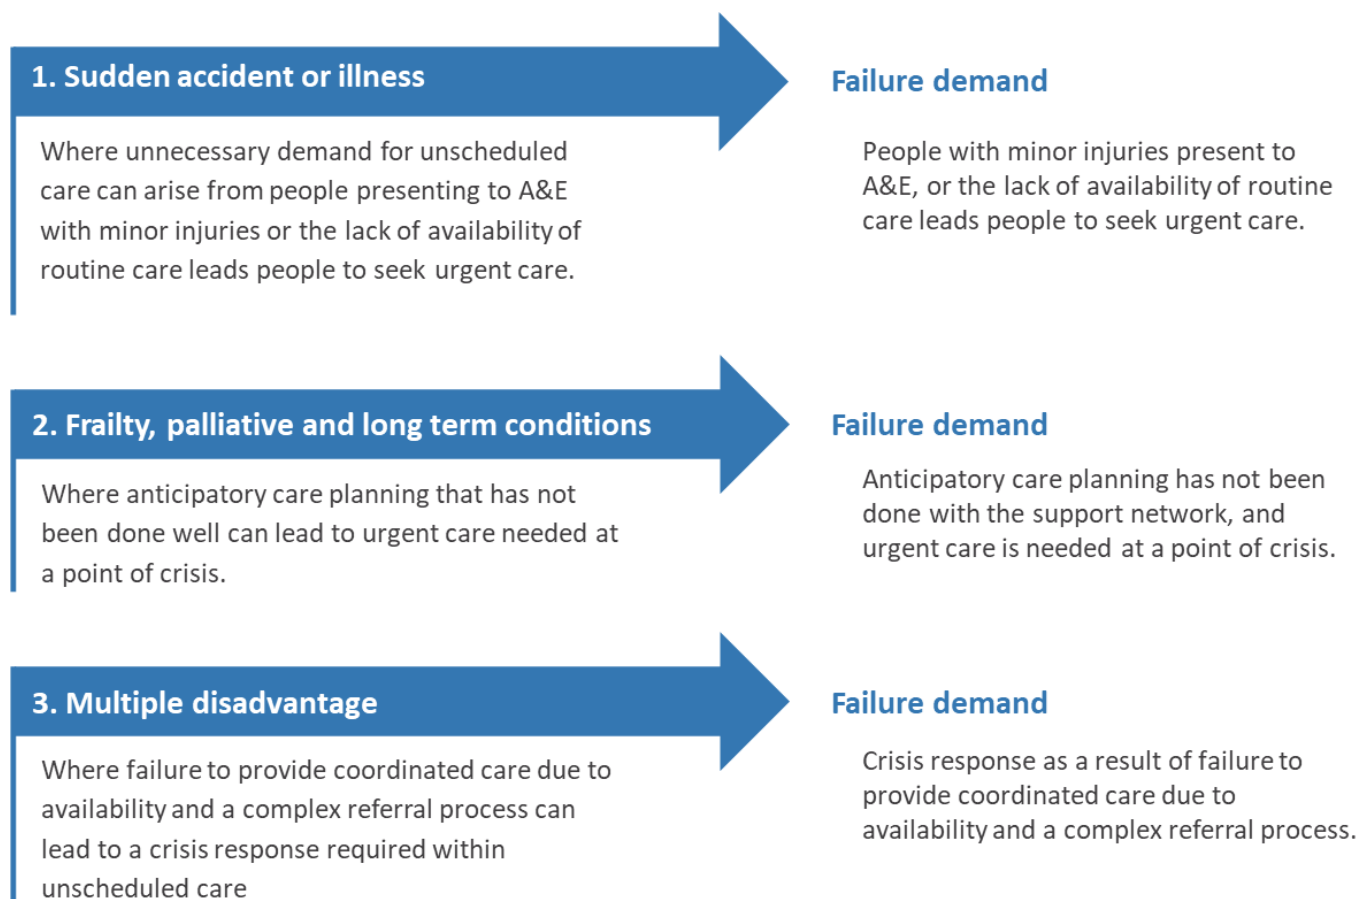 1. Sudden accident or illness
Where unnecessary demand for unscheduled
care can arise from people presenting to A&E
with minor injuries or the lack of availability of
routine care leads people to seek urgent care.
Failure demand
People with minor injuries present to
A&E, or the lack of availability of routine
care leads people to seek urgent care.
2. Frailty, palliative and long term conditions
Where anticipatory care planning that has not
been done well can lead to urgent care needed at
a point of crisis.
Failure demand
Anticipatory care planning has not been
done with the support network, and
urgent care is needed at a point of crisis.
3. Multiple disadvantage
Where failure to provide coordinated care due to
availability and a complex referral process can
lead to a crisis response required within
unscheduled care
Failure demand
Crisis response as a result of failure to
provide coordinated care due to
availability and a complex referral process.